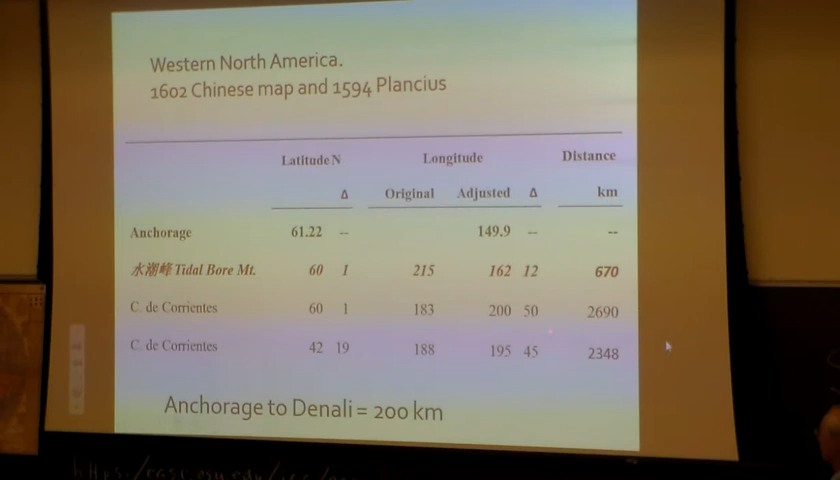 Western North America.
1602 Chinese map and 1594 Plancius
Latitude N Longitude Distance
Δ Original Adjusted Δ km
Anchorage 61.22 -- 149.9 -- --
水潮峰 Tidal Bore Mt. 60 1 215 162 12 670
C. de Corrientes 60 1 183 200 50 2690
C. de Corrientes 42 19 188 195 45 2348
Anchorage to Denali = 200 km